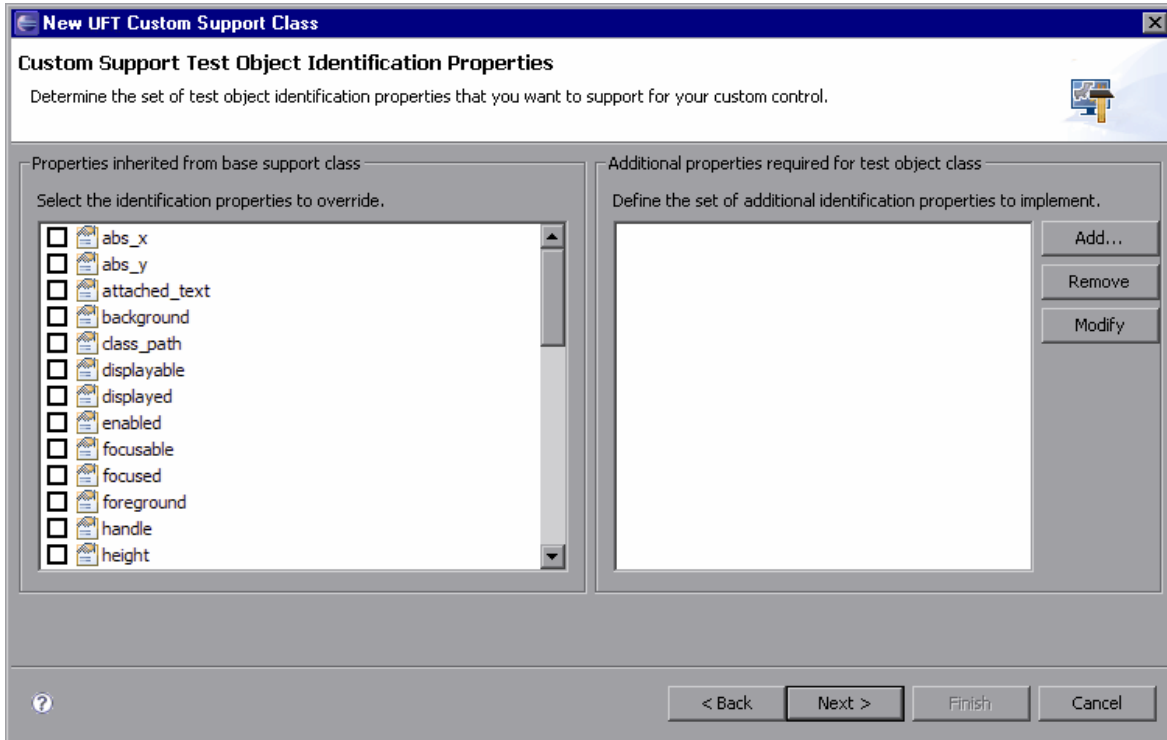 New UFT Custom Support Class
Custom Support Test Object Identification Properties
Determine the set of test object identification properties that you want to support for your custom control.
Properties inherited from base support class
Select the identification properties to override.
abs_x
abs_y
attached_text
background
class_path
displayable
displayed
enabled
focusable
focused
foreground
handle
height
Additional properties required for test object class
Define the set of additional identification properties to implement.
Add...
Remove
Modify
?
< Back
Next >
Finish
Cancel